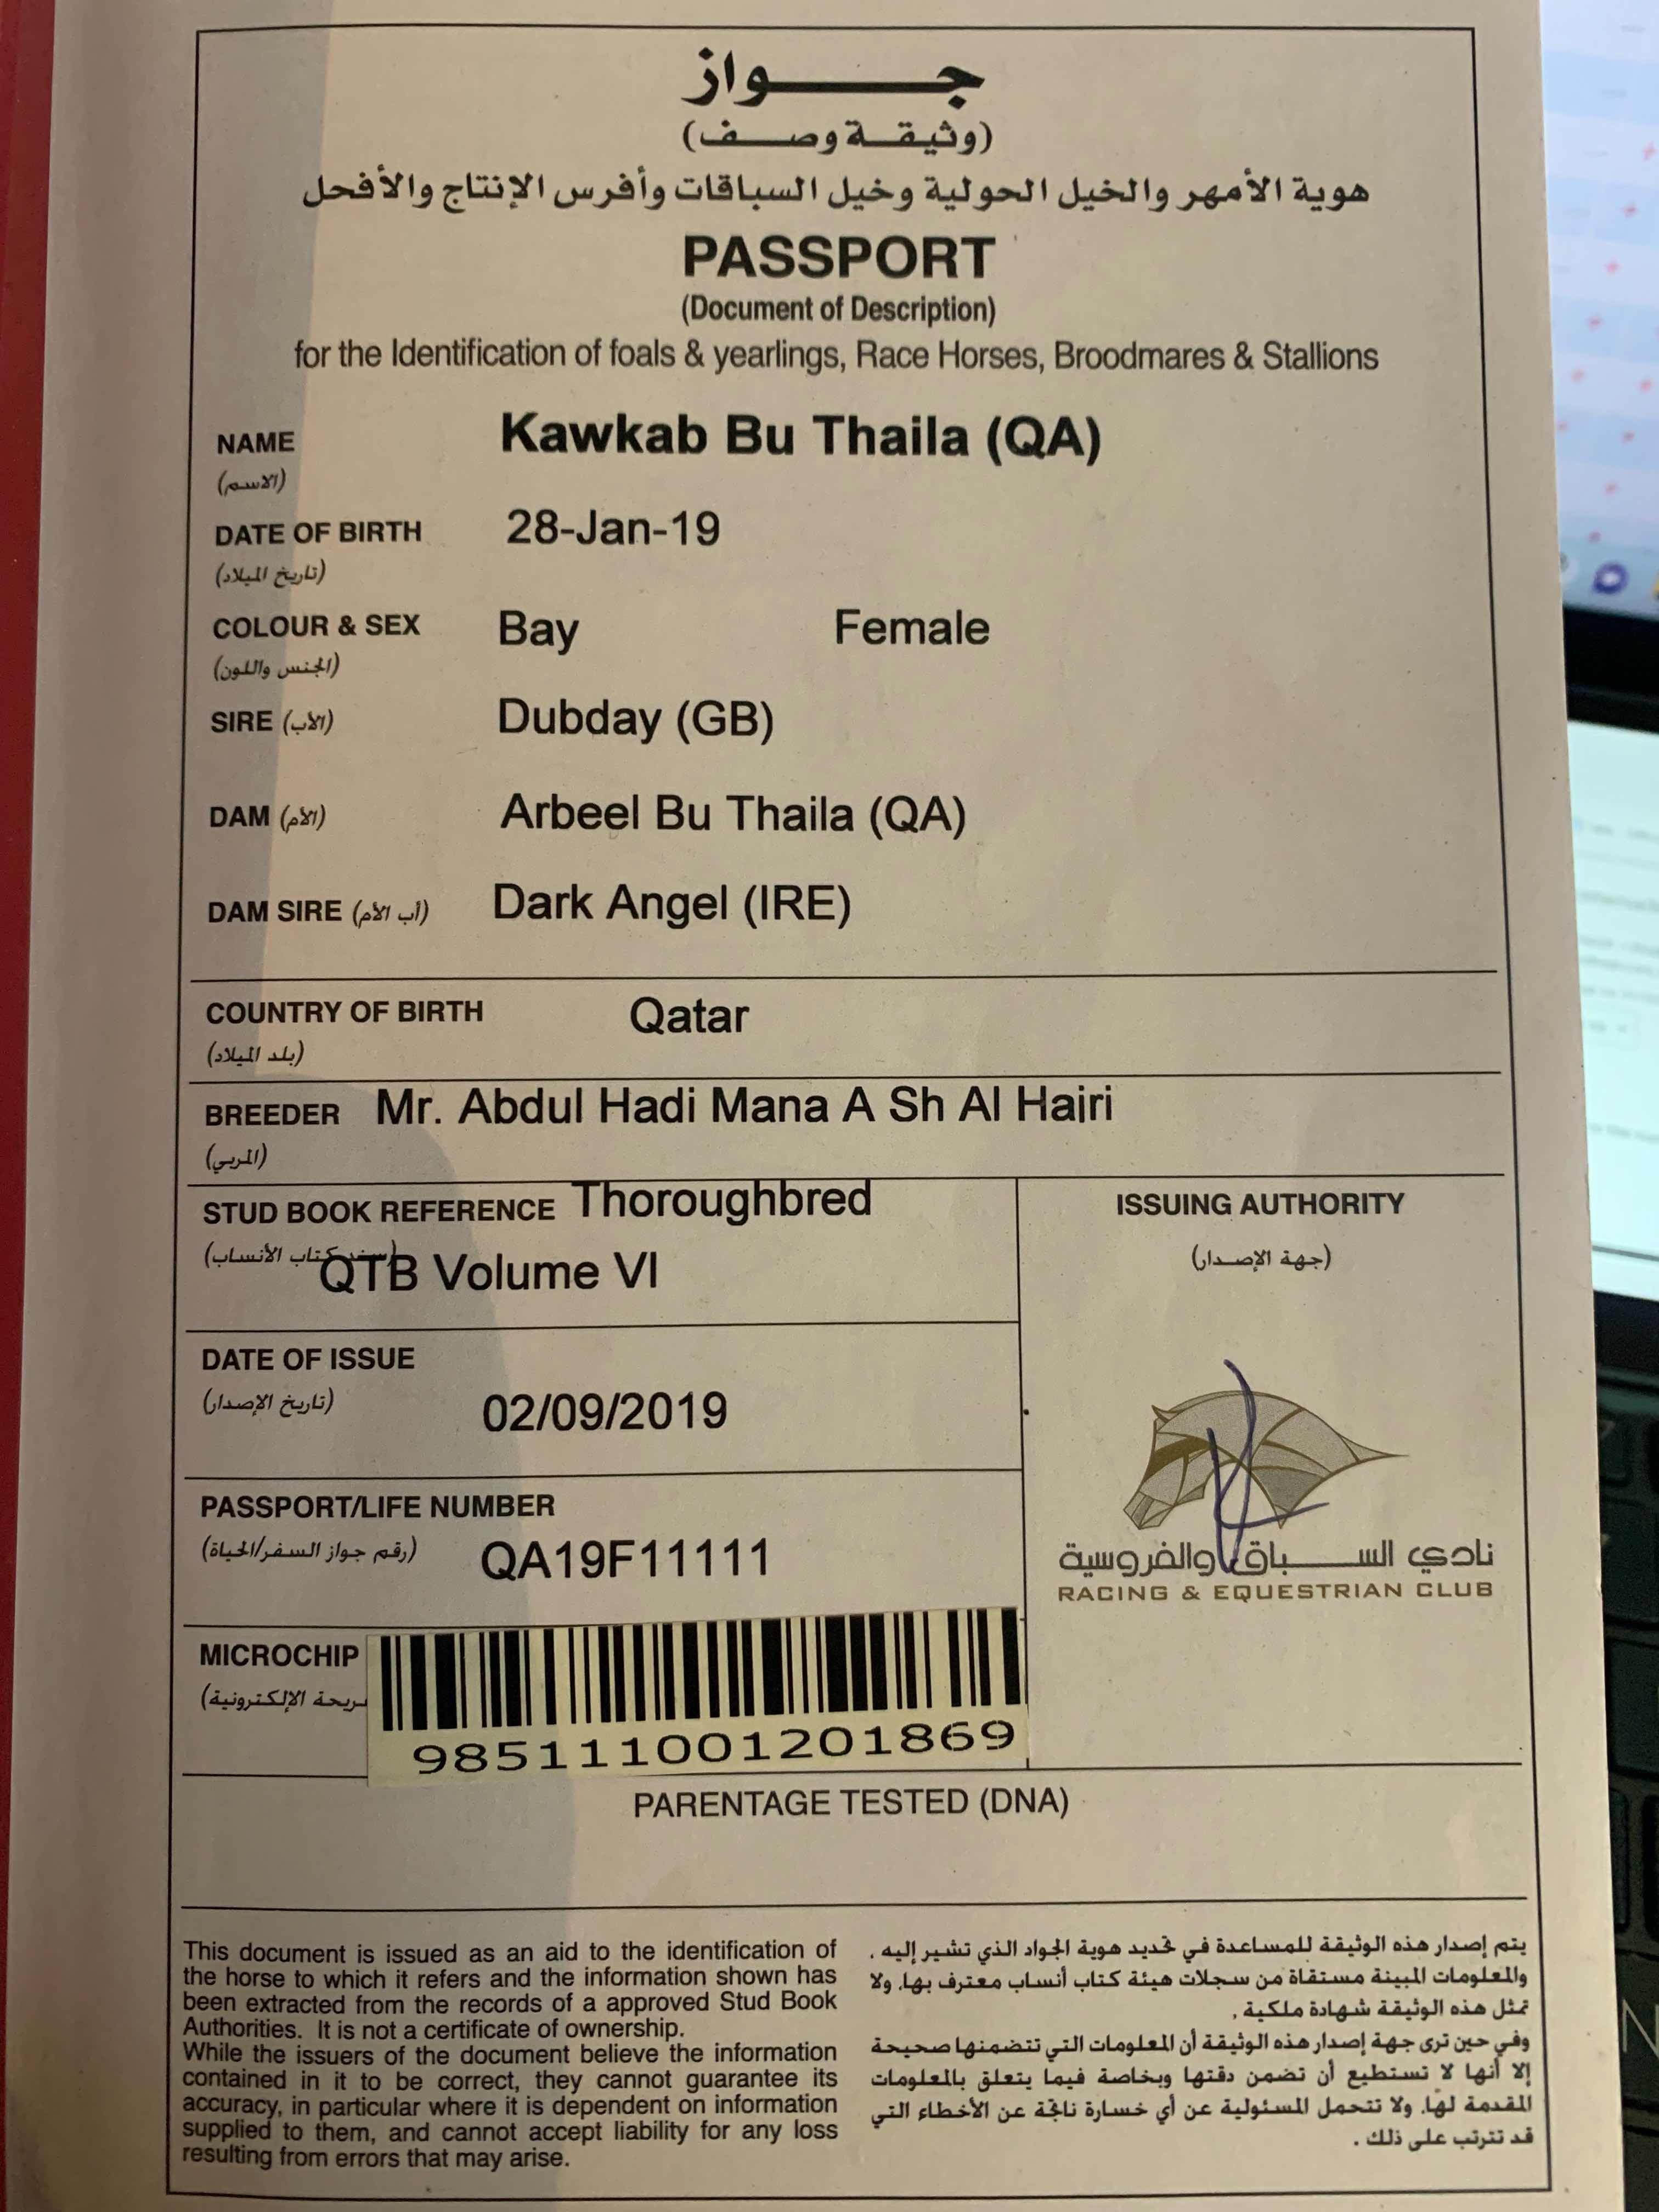 جواز
(وثيقة وصف)
هوية الأمهر والخيل الحولية وخيل السباقات وأفرس الإنتاج والأفحل
PASSPORT
(Document of Description)
for the Identification of foals & yearlings, Race Horses, Broodmares & Stallions
NAME Kawkab Bu Thaila (QA)
(الاسم)
DATE OF BIRTH 28-Jan-19
(تاريخ الميلاد)
COLOUR & SEX Bay Female
(الجنس واللون)
SIRE (الأب) Dubday (GB)
DAM (الأم) Arbeel Bu Thaila (QA)
DAM SIRE (أب الأم) Dark Angel (IRE)
COUNTRY OF BIRTH Qatar
(بلد الميلاد)
BREEDER Mr. Abdul Hadi Mana A Sh Al Hairi
(المربي)
STUD BOOK REFERENCE Thoroughbred
كتاب الأنساب)
QTB Volume VI
DATE OF ISSUE
(تاريخ الإصدار)
02/09/2019
PASSPORT/LIFE NUMBER
(رقم جواز السفر/الحياة)
QA19F11111
MICROCHIP
الإلكترونية)
985111001201869
ISSUING AUTHORITY
(جهة الإصدار)
نادي السباق والفروسية
RACING & EQUESTRIAN CLUB
PARENTAGE TESTED (DNA)
This document is issued as an aid to the identification of
the horse to which it refers and the information shown has
been extracted from the records of a approved Stud Book
Authorities. It is not a certificate of ownership.
While the issuers of the document believe the information
contained in it to be correct, they cannot guarantee its
accuracy, in particular where it is dependent on information
supplied to them, and cannot accept liability for any loss
resulting from errors that may arise.
يتم إصدار هذه الوثيقة للمساعدة في تحديد هوية الجواد الذي تشير إليه .
والمعلومات المبينة مستقاة من سجلات هيئة كتاب أنساب معترف بها. ولا
تمثل هذه الوثيقة شهادة ملكية .
وفي حين ترى جهة إصدار هذه الوثيقة أن المعلومات التي تتضمنها صحيحة
إلا أنها لا تستطيع أن تضمن دقتها وبخاصة فيما يتعلق بالمعلومات
المقدمة لها. ولا تتحمل المسئولية عن أي خسارة ناتجة عن الأخطاء التي
قد تترتب على ذلك .